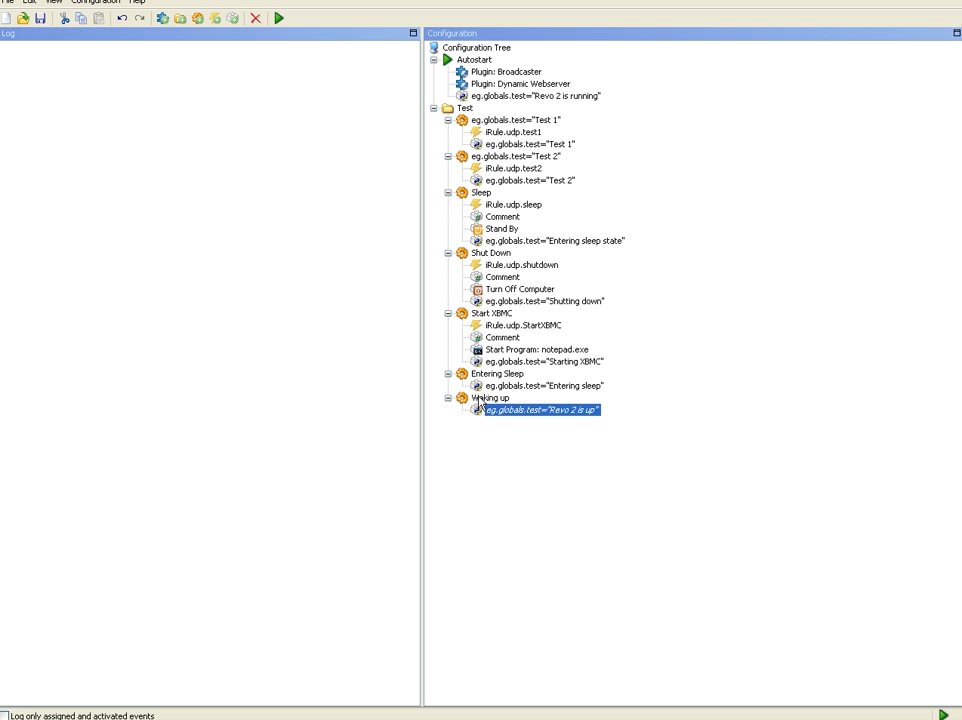 File Edit View Configuration Help
Log
Configuration
Configuration Tree
Autostart
Plugin: Broadcaster
Plugin: Dynamic Webserver
eg.globals.test="Revo 2 is running"
Test
eg.globals.test="Test 1"
iRule.udp.test1
eg.globals.test="Test 1"
eg.globals.test="Test 2"
iRule.udp.test2
eg.globals.test="Test 2"
Sleep
iRule.udp.sleep
Comment
Stand By
eg.globals.test="Entering sleep state"
Shut Down
iRule.udp.shutdown
Comment
Turn Off Computer
eg.globals.test="Shutting down"
Start XBMC
iRule.udp.StartXBMC
Comment
Start Program: notepad.exe
eg.globals.test="Starting XBMC"
Entering Sleep
eg.globals.test="Entering sleep"
Waking up
eg.globals.test="Revo 2 is up"
Log only assigned and activated events